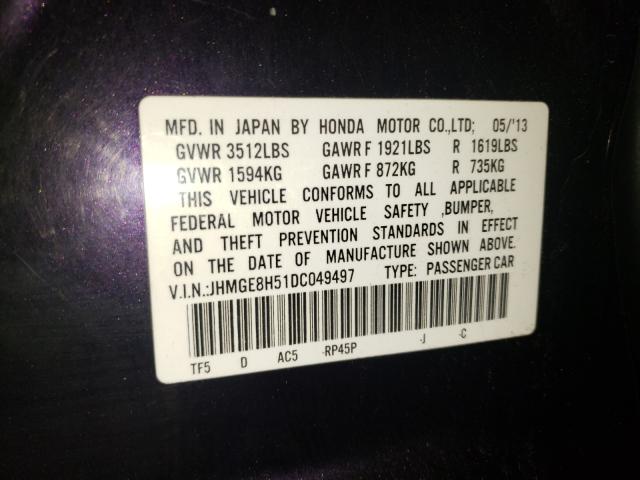 MFD. IN JAPAN BY HONDA MOTOR CO.,LTD; 05/'13
GVWR 3512LBS GAWR F 1921LBS R 1619LBS
GVWR 1594KG GAWR F 872KG R 735KG
THIS VEHICLE CONFORMS TO ALL APPLICABLE
FEDERAL MOTOR VEHICLE SAFETY ,BUMPER,
AND THEFT PREVENTION STANDARDS IN EFFECT
ON THE DATE OF MANUFACTURE SHOWN ABOVE.
V.I.N.:JHMGE8H51DC049497 TYPE: PASSENGER CAR
TF5 D AC5 -RP45P -J -C